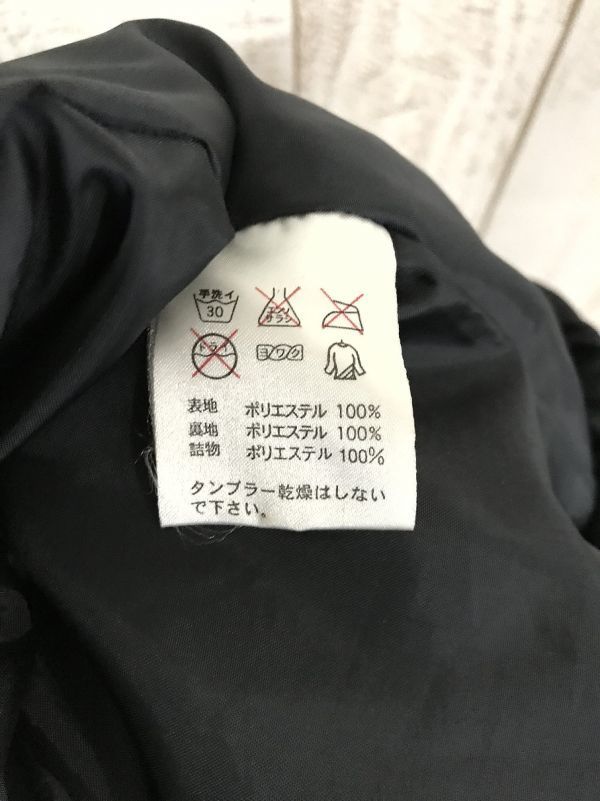 手洗イ
30
エンソ
サラシ
ドライ
ヨワク
表地 ポリエステル 100%
裏地 ポリエステル 100%
詰物 ポリエステル 100%
タンブラー乾燥はしない
で下さい。